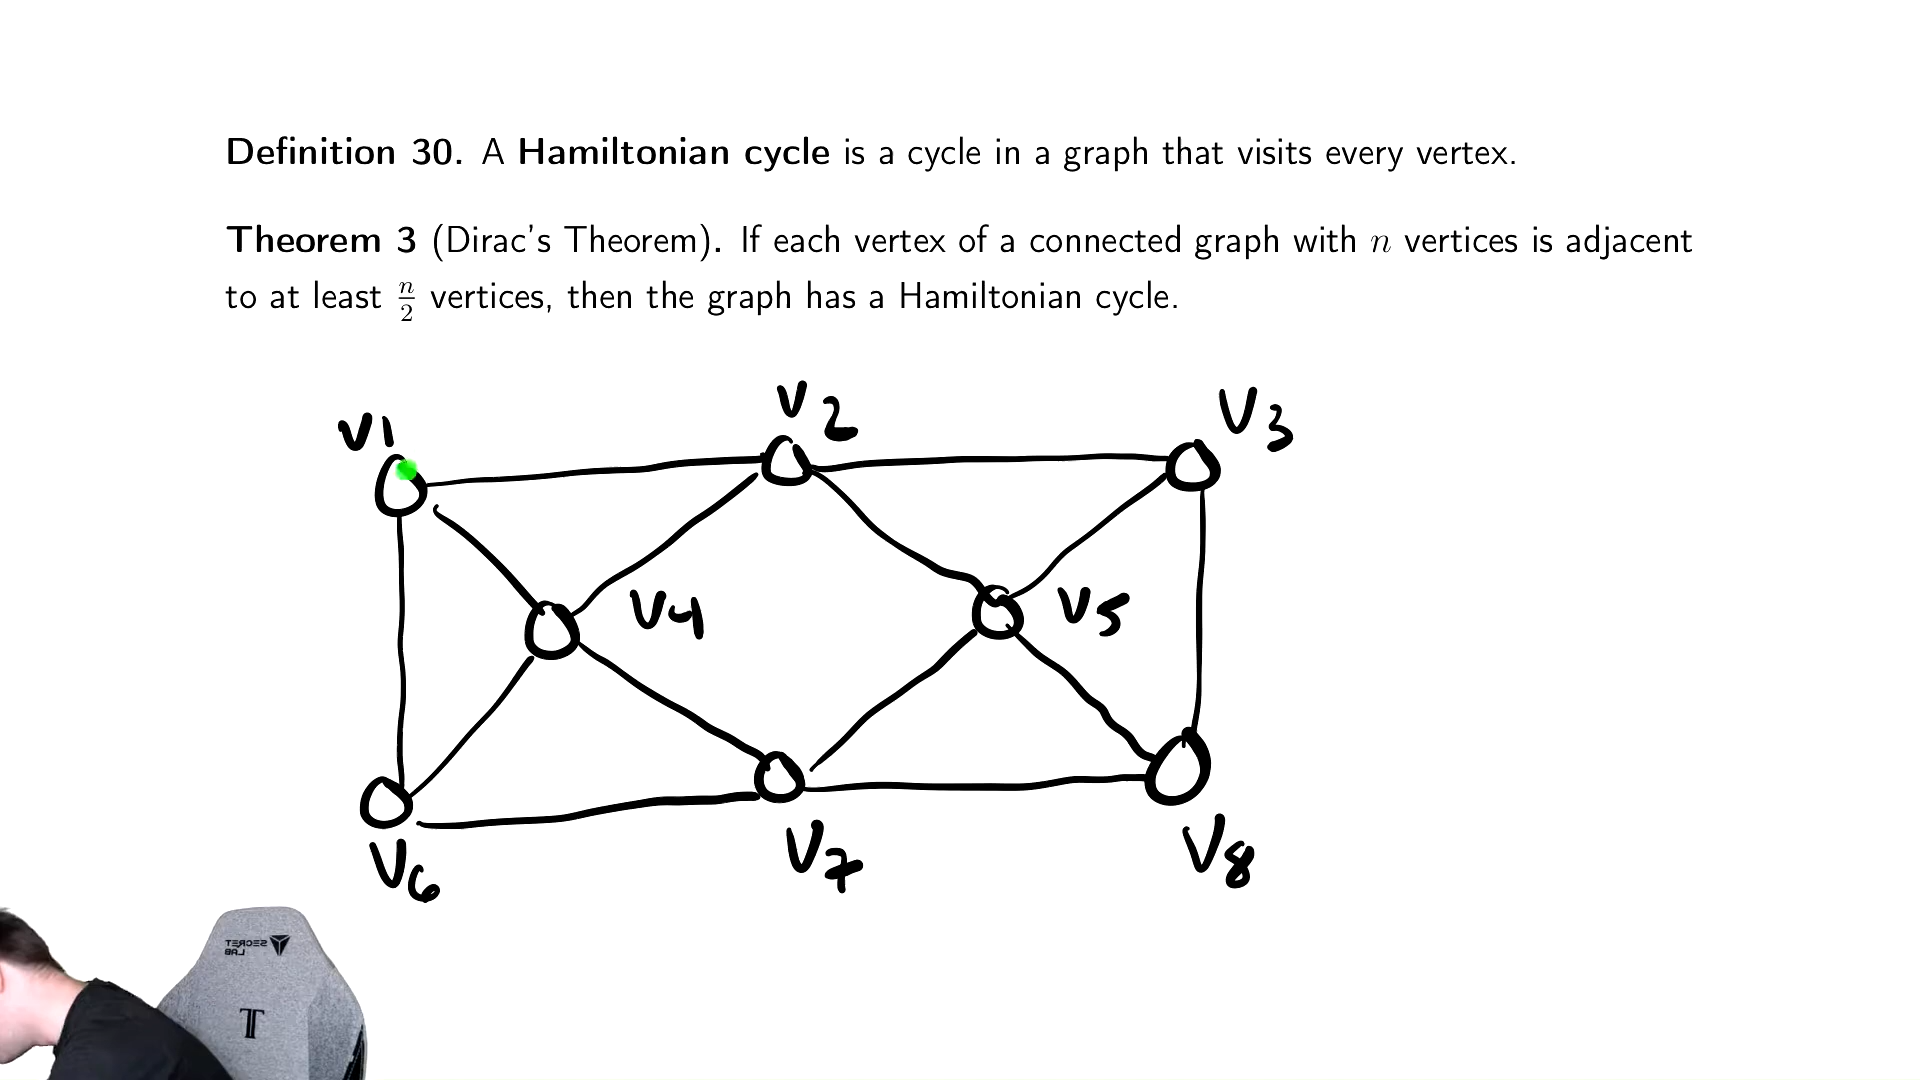 Definition 30. A Hamiltonian cycle is a cycle in a graph that visits every vertex.
Theorem 3 (Dirac's Theorem). If each vertex of a connected graph with n vertices is adjacent
to at least n/2 vertices, then the graph has a Hamiltonian cycle.
V1
V2
V3
V4
V5
V6
V7
V8
SECRET
LAB
T